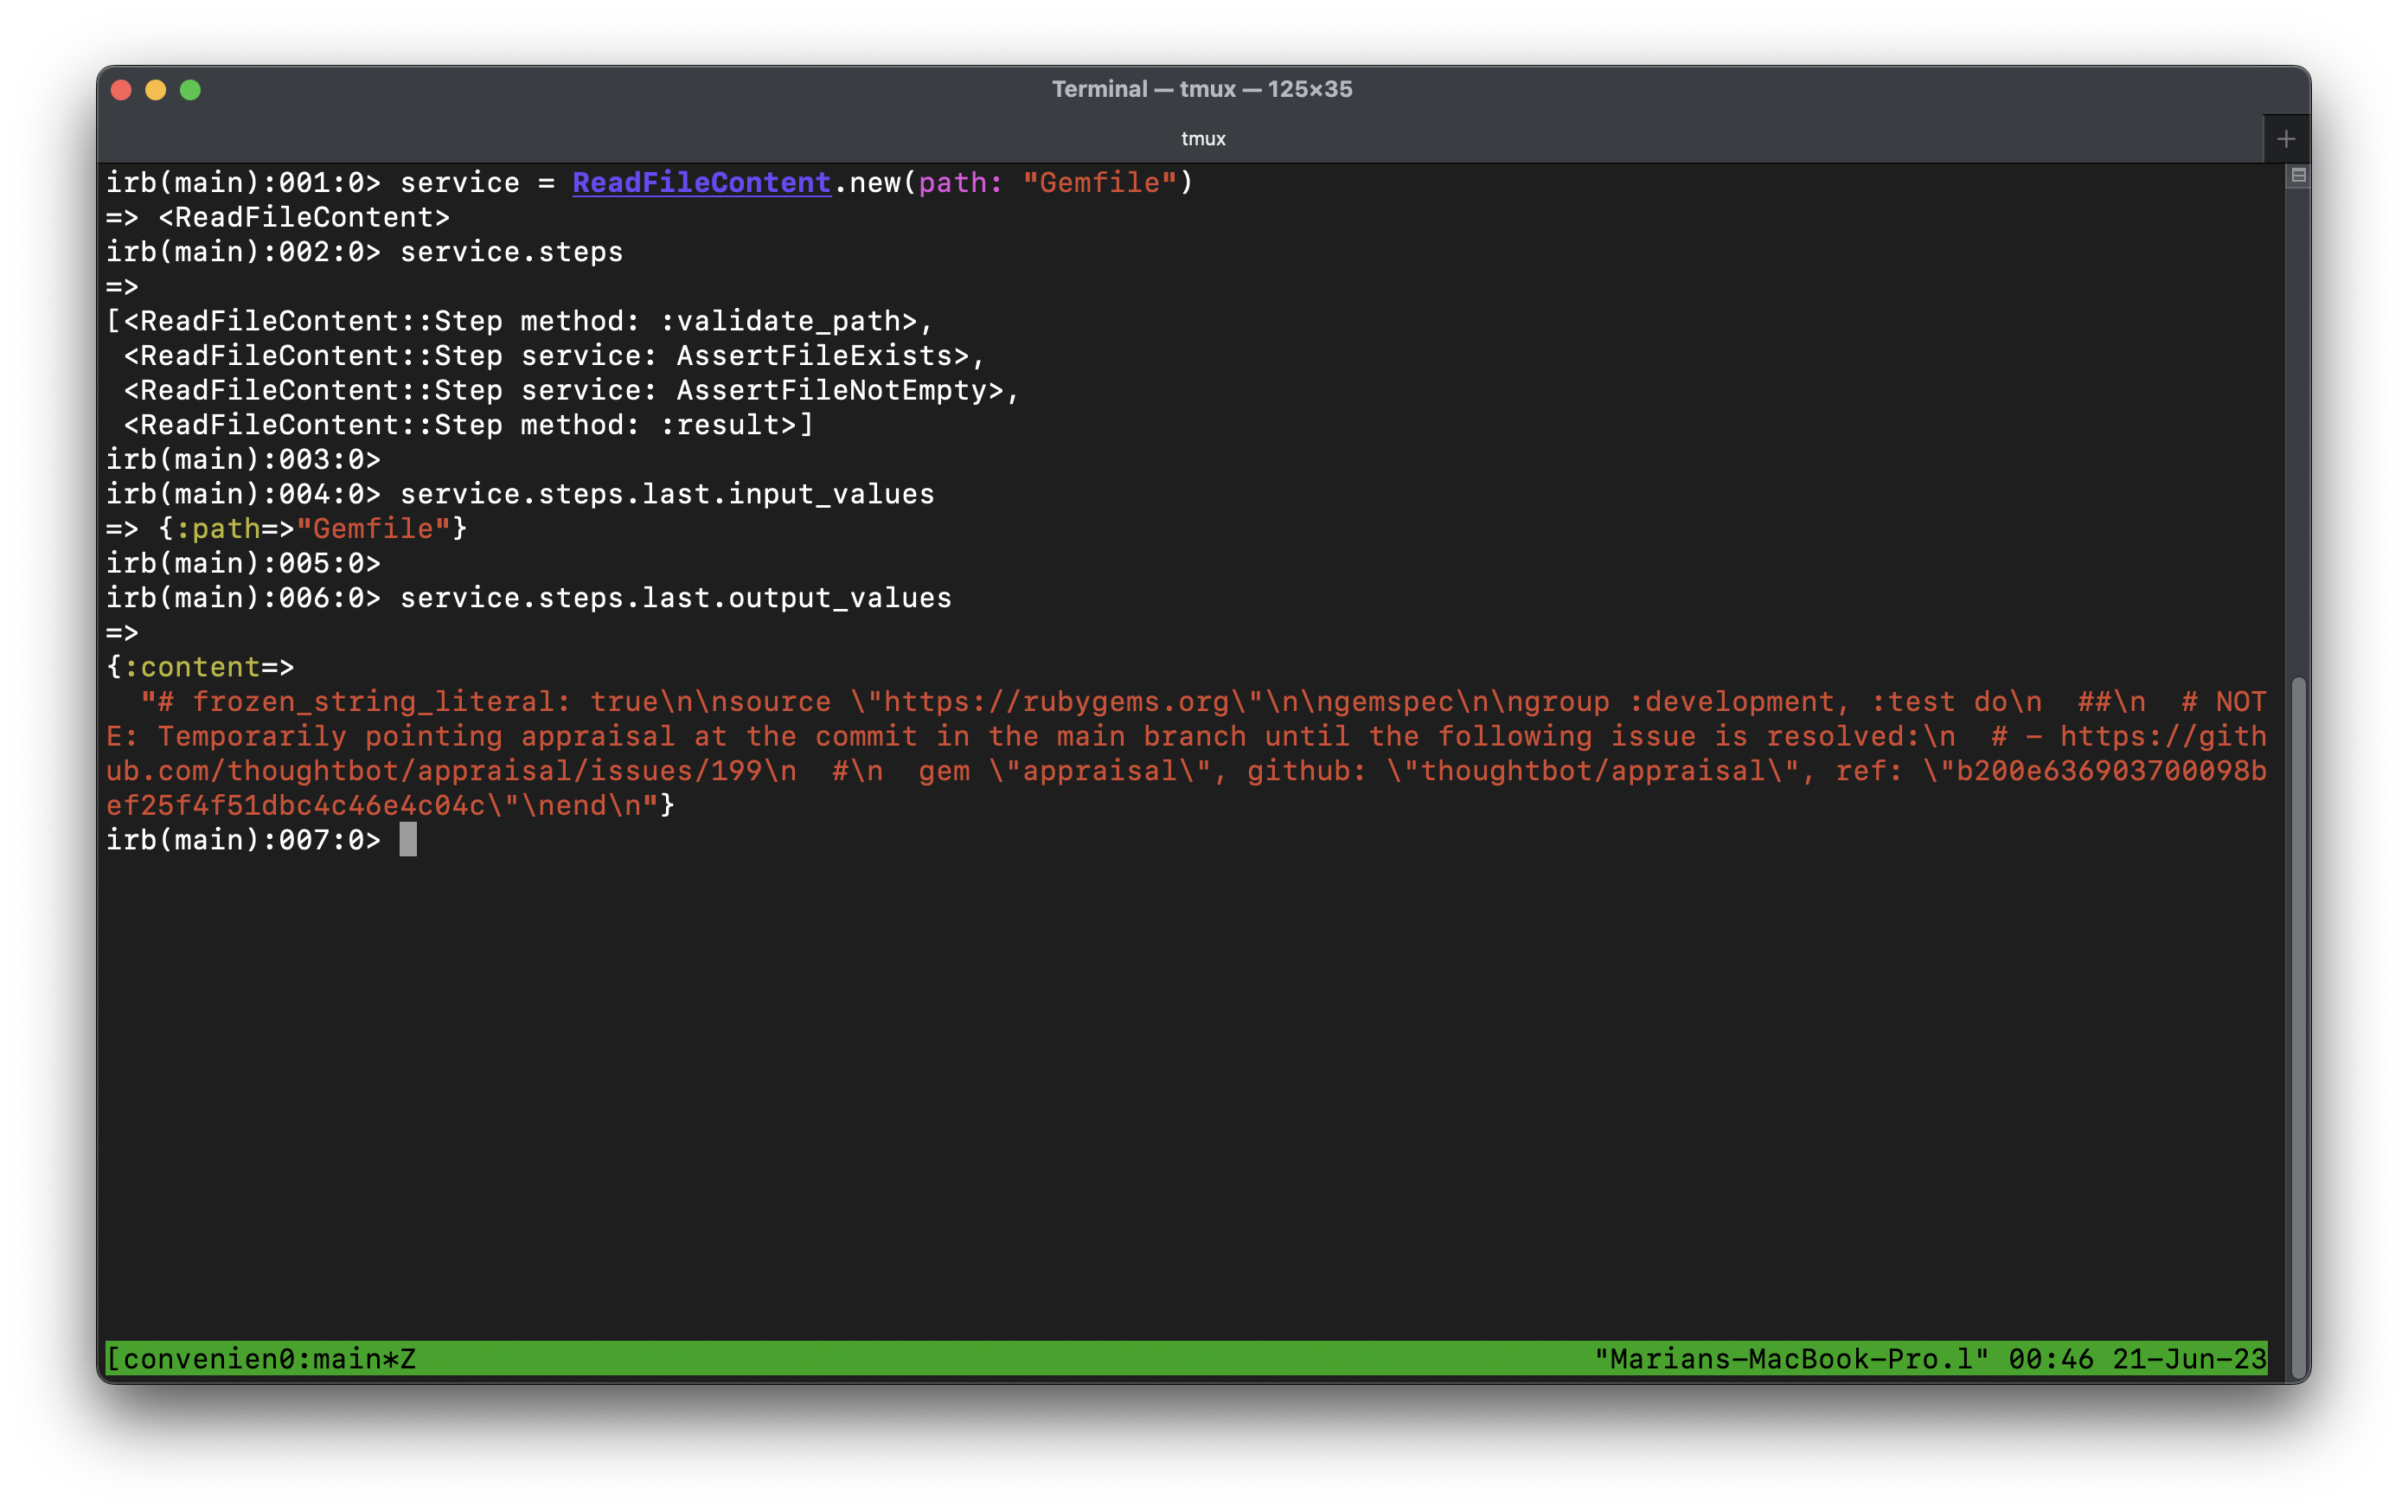 Terminal — tmux — 125×35
tmux
irb(main):001:0> service = ReadFileContent.new(path: "Gemfile")
=> <ReadFileContent>
irb(main):002:0> service.steps
=>
[<ReadFileContent::Step method: :validate_path>,
 <ReadFileContent::Step service: AssertFileExists>,
 <ReadFileContent::Step service: AssertFileNotEmpty>,
 <ReadFileContent::Step method: :result>]
irb(main):003:0>
irb(main):004:0> service.steps.last.input_values
=> {:path=>"Gemfile"}
irb(main):005:0>
irb(main):006:0> service.steps.last.output_values
=>
{:content=>
  "# frozen_string_literal: true\n\nsource \"https://rubygems.org\"\n\ngemspec\n\ngroup :development, :test do\n  ##\n  # NOT
E: Temporarily pointing appraisal at the commit in the main branch until the following issue is resolved:\n  # - https://gith
ub.com/thoughtbot/appraisal/issues/199\n  #\n  gem \"appraisal\", github: \"thoughtbot/appraisal\", ref: \"b200e636903700098b
ef25f4f51dbc4c46e4c04c\"\nend\n"}
irb(main):007:0>
[convenien0:main*Z "Marians-MacBook-Pro.l" 00:46 21-Jun-23